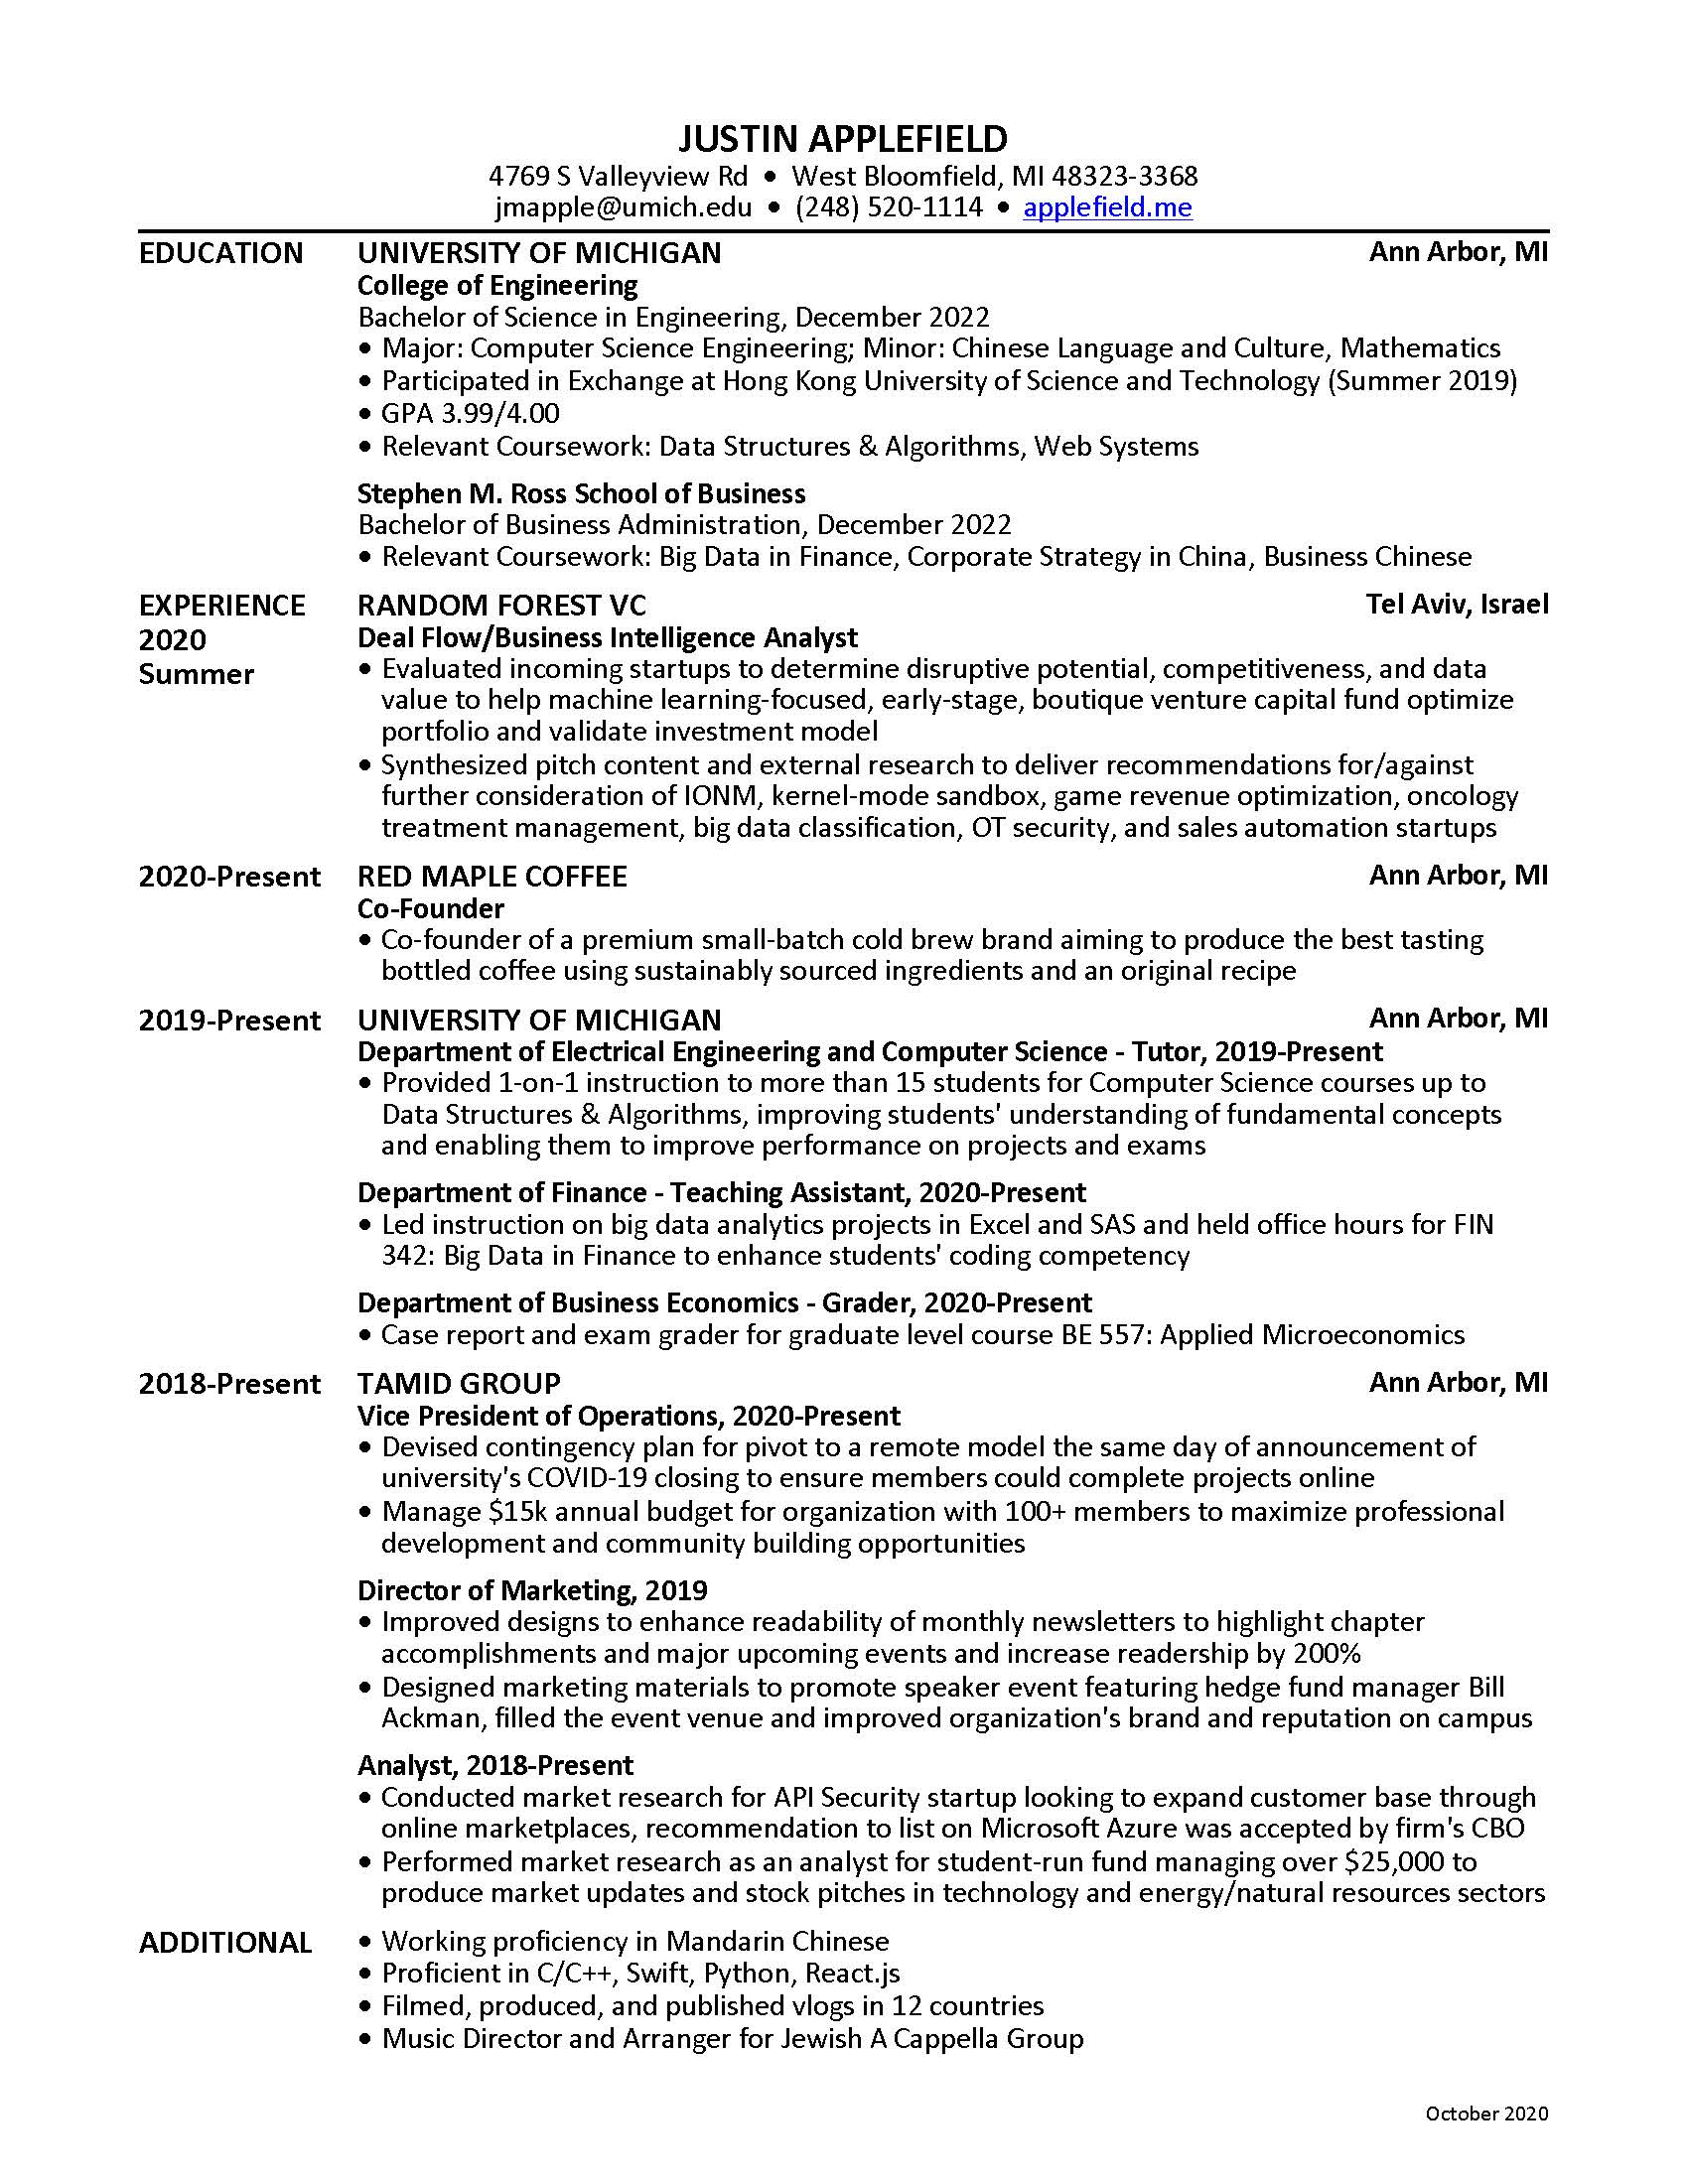 JUSTIN APPLEFIELD
4769 S Valleyview Rd • West Bloomfield, MI 48323-3368
jmapple@umich.edu • (248) 520-1114 • applefield.me
EDUCATION UNIVERSITY OF MICHIGAN Ann Arbor, MI
College of Engineering
Bachelor of Science in Engineering, December 2022
• Major: Computer Science Engineering; Minor: Chinese Language and Culture, Mathematics
• Participated in Exchange at Hong Kong University of Science and Technology (Summer 2019)
• GPA 3.99/4.00
• Relevant Coursework: Data Structures & Algorithms, Web Systems
Stephen M. Ross School of Business
Bachelor of Business Administration, December 2022
• Relevant Coursework: Big Data in Finance, Corporate Strategy in China, Business Chinese
EXPERIENCE RANDOM FOREST VC Tel Aviv, Israel
2020 Deal Flow/Business Intelligence Analyst
Summer • Evaluated incoming startups to determine disruptive potential, competitiveness, and data
value to help machine learning-focused, early-stage, boutique venture capital fund optimize
portfolio and validate investment model
• Synthesized pitch content and external research to deliver recommendations for/against
further consideration of IONM, kernel-mode sandbox, game revenue optimization, oncology
treatment management, big data classification, OT security, and sales automation startups
2020-Present RED MAPLE COFFEE Ann Arbor, MI
Co-Founder
• Co-founder of a premium small-batch cold brew brand aiming to produce the best tasting
bottled coffee using sustainably sourced ingredients and an original recipe
2019-Present UNIVERSITY OF MICHIGAN Ann Arbor, MI
Department of Electrical Engineering and Computer Science - Tutor, 2019-Present
• Provided 1-on-1 instruction to more than 15 students for Computer Science courses up to
Data Structures & Algorithms, improving students' understanding of fundamental concepts
and enabling them to improve performance on projects and exams
Department of Finance - Teaching Assistant, 2020-Present
• Led instruction on big data analytics projects in Excel and SAS and held office hours for FIN
342: Big Data in Finance to enhance students' coding competency
Department of Business Economics - Grader, 2020-Present
• Case report and exam grader for graduate level course BE 557: Applied Microeconomics
2018-Present TAMID GROUP Ann Arbor, MI
Vice President of Operations, 2020-Present
• Devised contingency plan for pivot to a remote model the same day of announcement of
university's COVID-19 closing to ensure members could complete projects online
• Manage $15k annual budget for organization with 100+ members to maximize professional
development and community building opportunities
Director of Marketing, 2019
• Improved designs to enhance readability of monthly newsletters to highlight chapter
accomplishments and major upcoming events and increase readership by 200%
• Designed marketing materials to promote speaker event featuring hedge fund manager Bill
Ackman, filled the event venue and improved organization's brand and reputation on campus
Analyst, 2018-Present
• Conducted market research for API Security startup looking to expand customer base through
online marketplaces, recommendation to list on Microsoft Azure was accepted by firm's CBO
• Performed market research as an analyst for student-run fund managing over $25,000 to
produce market updates and stock pitches in technology and energy/natural resources sectors
ADDITIONAL • Working proficiency in Mandarin Chinese
• Proficient in C/C++, Swift, Python, React.js
• Filmed, produced, and published vlogs in 12 countries
• Music Director and Arranger for Jewish A Cappella Group
October 2020